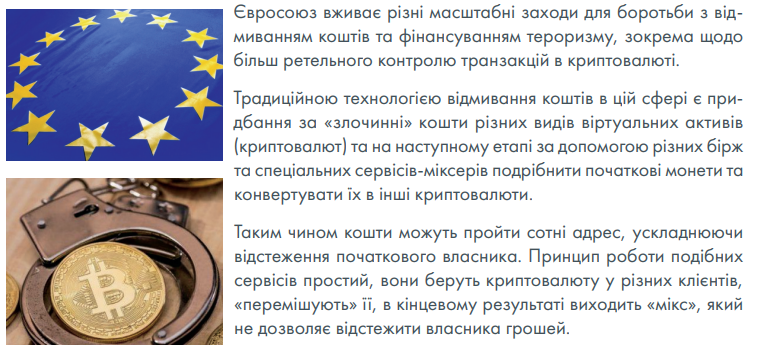 Євросоюз вживає різні масштабні заходи для боротьби з від-
миванням коштів та фінансуванням тероризму, зокрема щодо
більш ретельного контролю транзакцій в криптовалюті.
Традиційною технологією відмивання коштів в цій сфері є при-
дбання за «злочинні» кошти різних видів віртуальних активів
(криптовалют) та на наступному етапі за допомогою різних бірж
та спеціальних сервісів-міксерів подрібнити початкові монети та
конвертувати їх в інші криптовалюти.
Таким чином кошти можуть пройти сотні адрес, ускладнюючи
відстеження початкового власника. Принцип роботи подібних
сервісів простий, вони беруть криптовалюту у різних клієнтів,
«перемішують» її, в кінцевому результаті виходить «мікс», який
не дозволяє відстежити власника грошей.